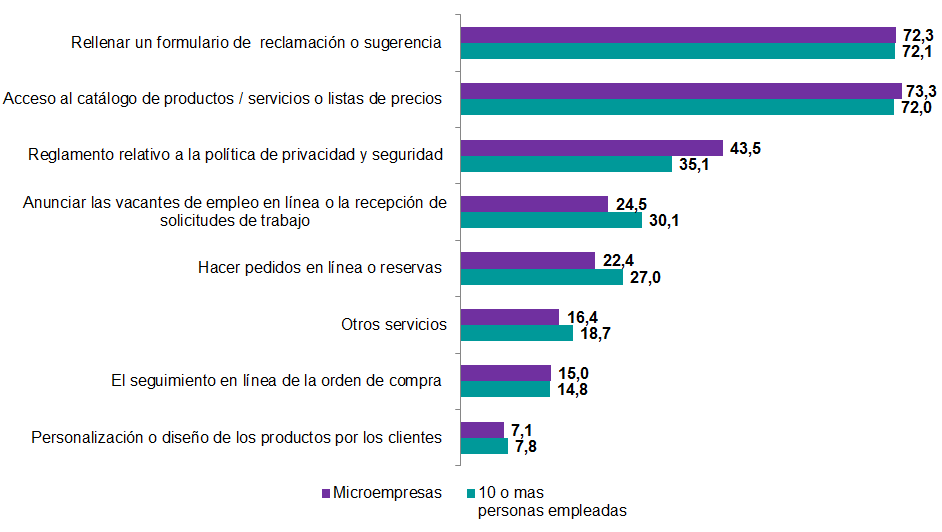 Rellenar un formulario de reclamación o sugerencia
72,3
72,1
Acceso al catálogo de productos / servicios o listas de precios
73,3
72,0
Reglamento relativo a la política de privacidad y seguridad
43,5
35,1
Anunciar las vacantes de empleo en línea o la recepción de
solicitudes de trabajo
24,5
30,1
Hacer pedidos en línea o reservas
22,4
27,0
Otros servicios
16,4
18,7
El seguimiento en línea de la orden de compra
15,0
14,8
Personalización o diseño de los productos por los clientes
7,1
7,8
Microempresas
10 o mas
personas empleadas